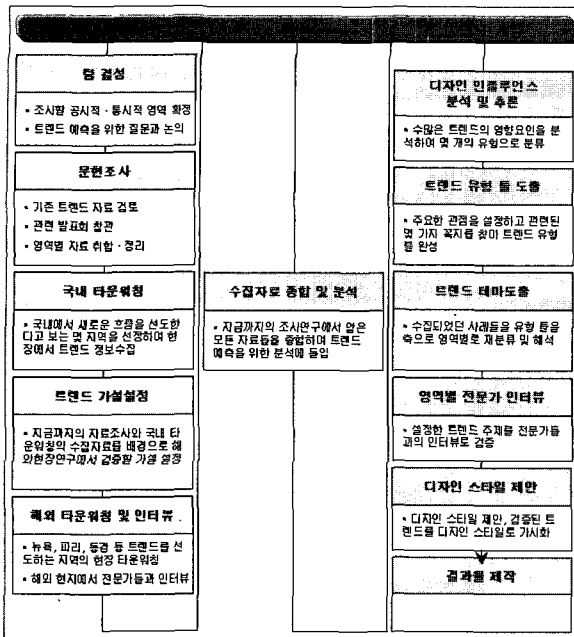 팀 결성
• 조사할 공시적 · 통시적 영역 확정
• 트렌드 예측을 위한 질문과 논의
문헌조사
• 기존 트렌드 자료 검토
• 관련 발표회 참관
• 영역별 자료 취합 · 정리
국내 타운워칭
• 국내에서 새로운 흐름을 선도한
다고 보는 몇 지역을 선정하여 현
장에서 트렌드 정보수집
트렌드 가설설정
• 지금까지의 자료조사와 국내 타
운워칭의 수집자료를 배경으로 해
외현장연구에서 검증할 가설 설정
해외 타운워칭 및 인터뷰
• 뉴욕, 파리, 동경 등 트렌드를 선
도하는 지역의 현장 타운워칭
• 해외 현지에서 전문가들과 인터뷰
수집자료 종합 및 분석
• 지금까지의 조사연구에서 얻은
모든 자료들을 종합하여 트렌드
예측을 위한 분석에 돌입
디자인 인플루언스
분석 및 추론
• 수많은 트렌드의 영향요인을 분
석하여 몇 개의 유형으로 분류
트렌드 유형 틀 도출
• 주요한 관점을 설정하고 관련된
몇 가지 꼭지를 찾아 트렌드 유형
틀 완성
트렌드 테마도출
• 수집되었던 사례들을 유형 틀을
축으로 영역별로 재분류 및 해석
영역별 전문가 인터뷰
• 설정한 트렌드 주제를 전문가들
과의 인터뷰로 검증
디자인 스타일 제안
• 디자인 스타일 제안, 검증된 트
렌드를 디자인 스타일로 가시화
결과물 제작